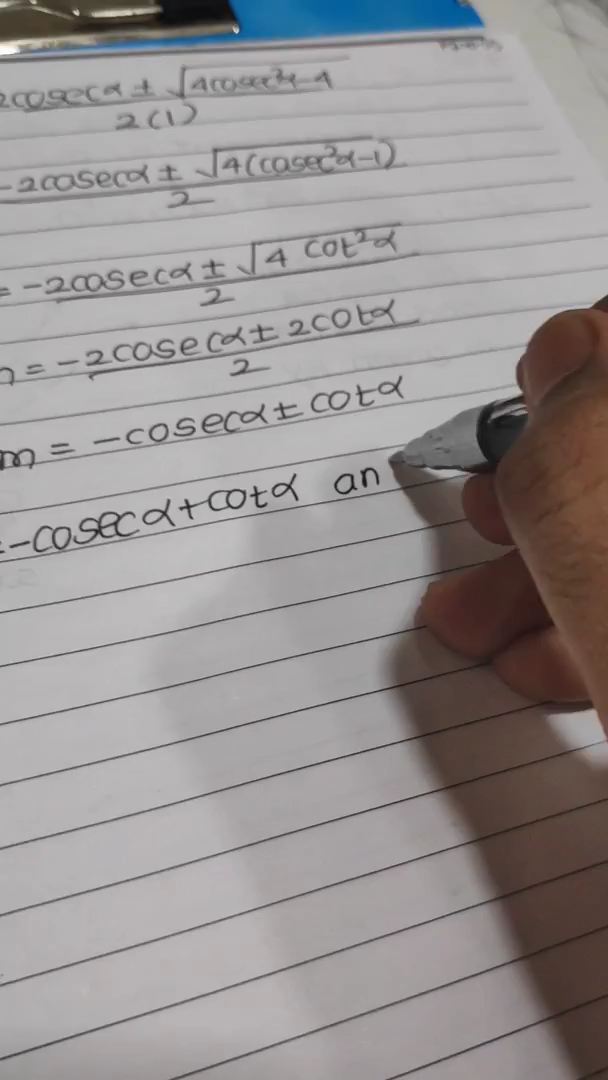 2cosecα ± √4cosec²α-4
2(1)
-2cosecα ± √4(cosec²α-1)
2
= -2cosecα ± √4 cot²α
2
= -2cosecα ± 2cotα
2
m = -cosecα ± cotα
-cosecα+cotα an